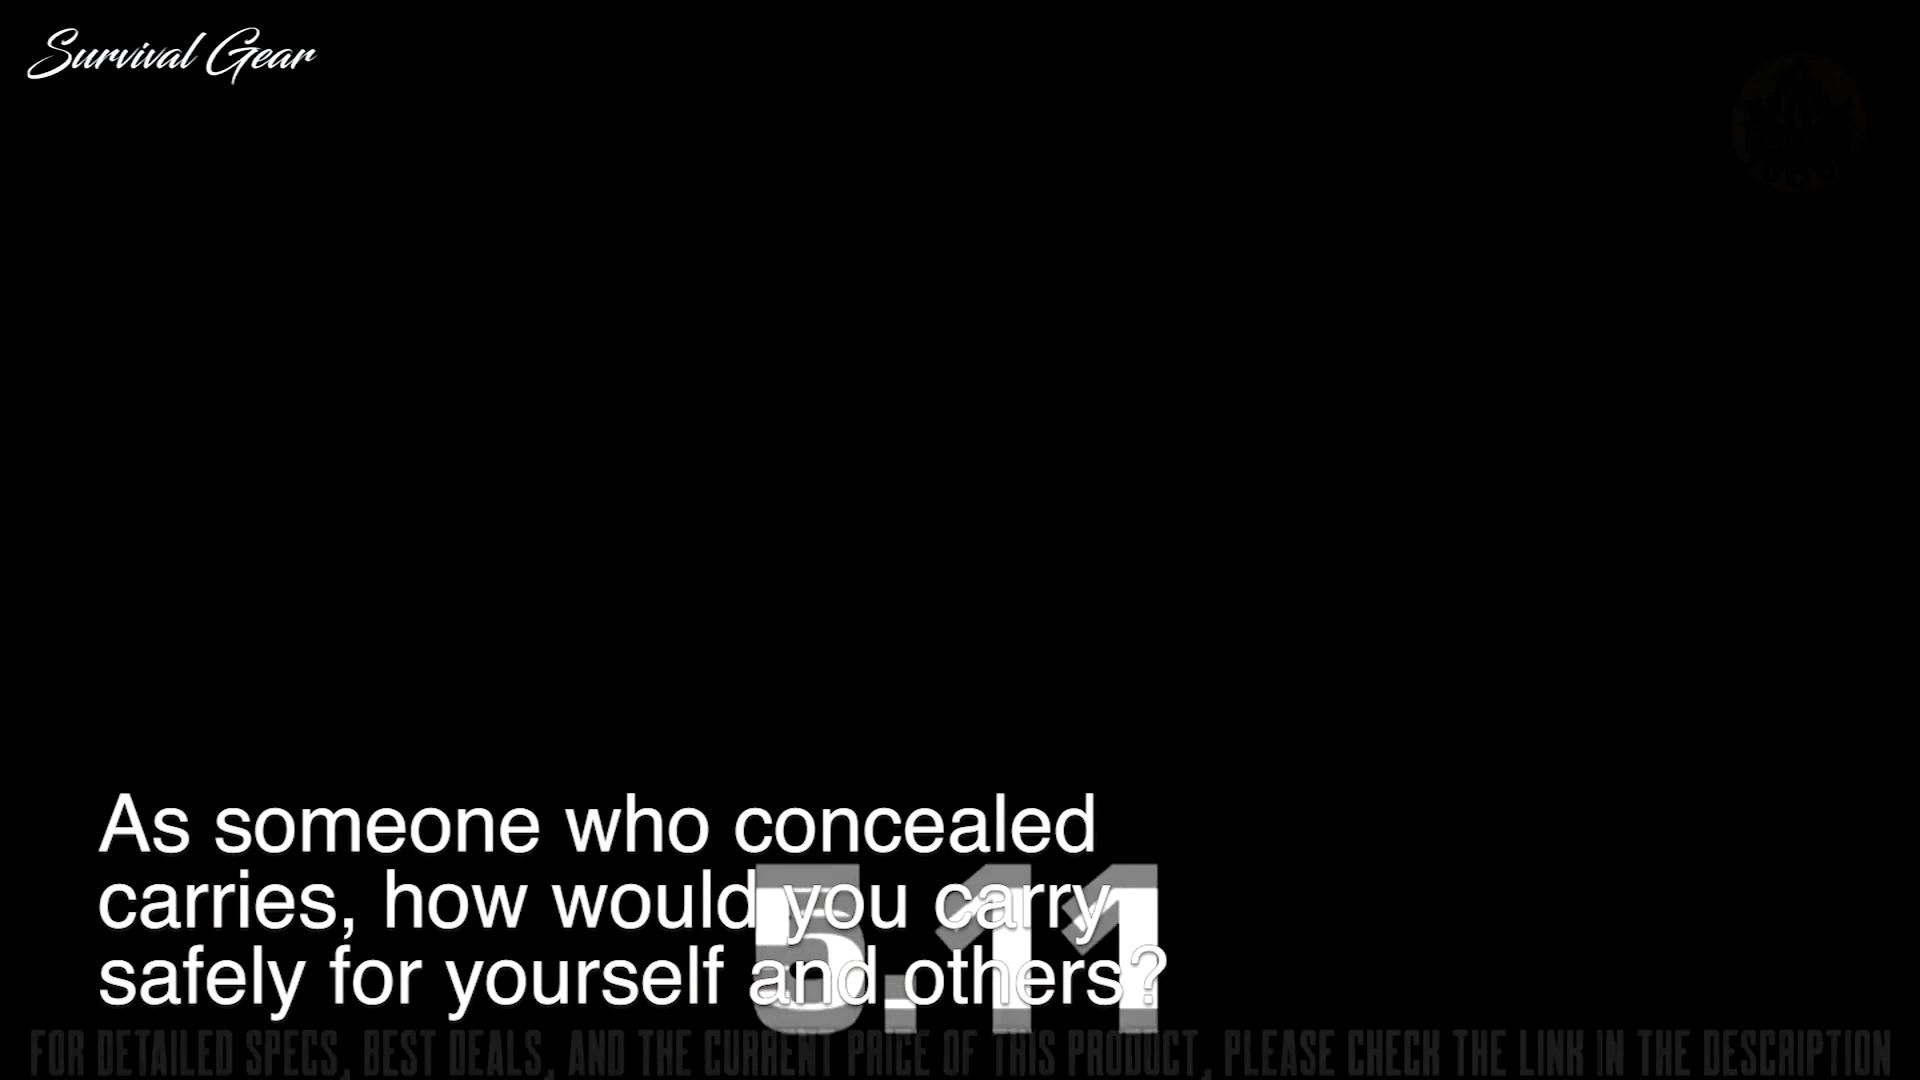 Survival Gear
As someone who concealed
carries, how would you carry
safely for yourself and others?
5.11
FOR DETAILED SPECS, BEST DEALS, AND THE CURRENT PRICE OF THIS PRODUCT, PLEASE CHECK THE LINK IN THE DESCRIPTION